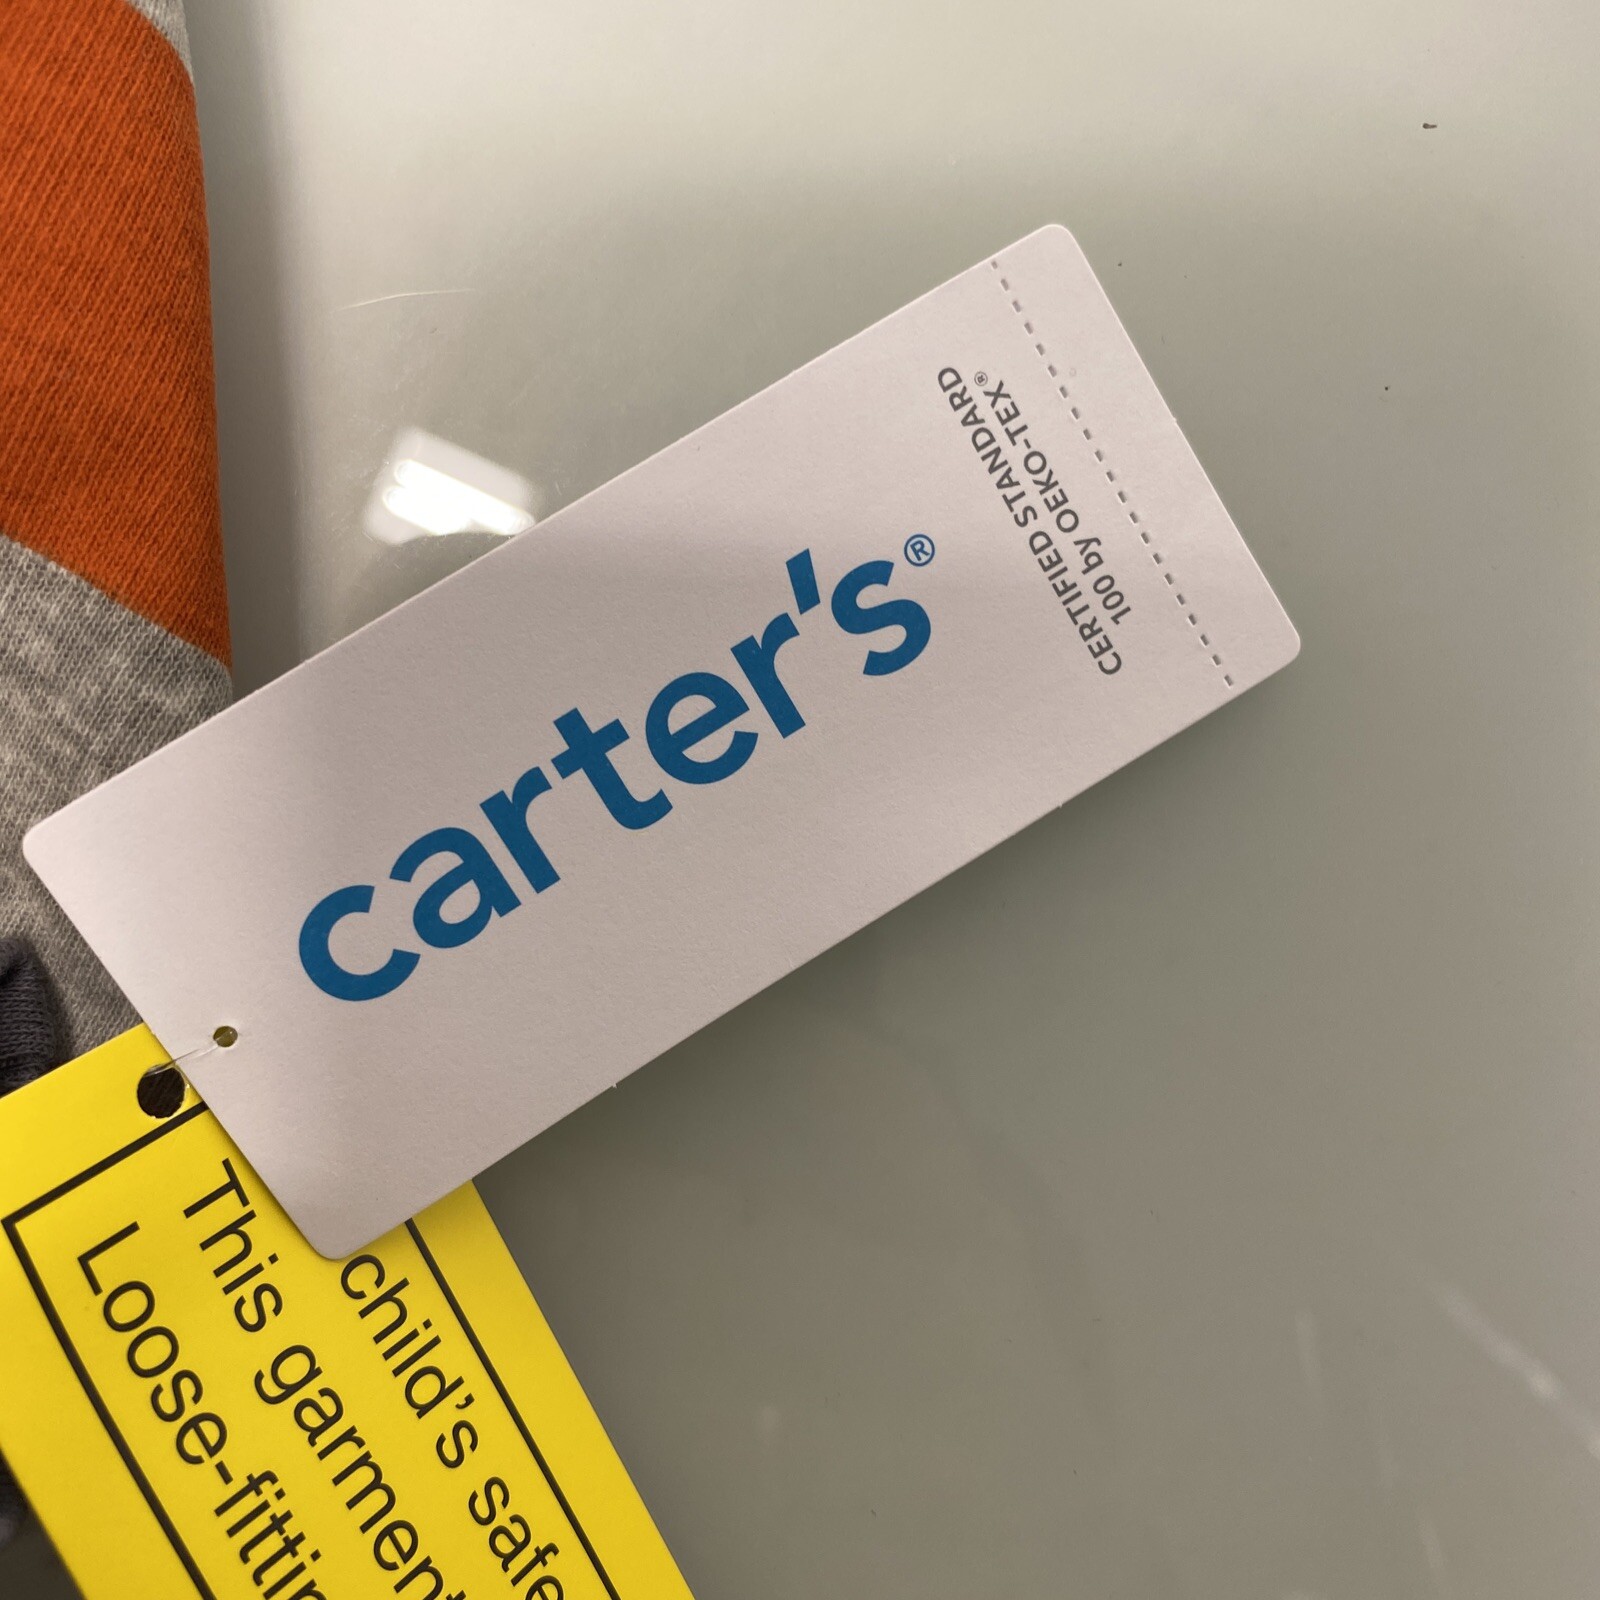 carter's®
CERTIFIED STANDARD
100 by OEKO-TEX®
child's safe
This garment
Loose-fittin